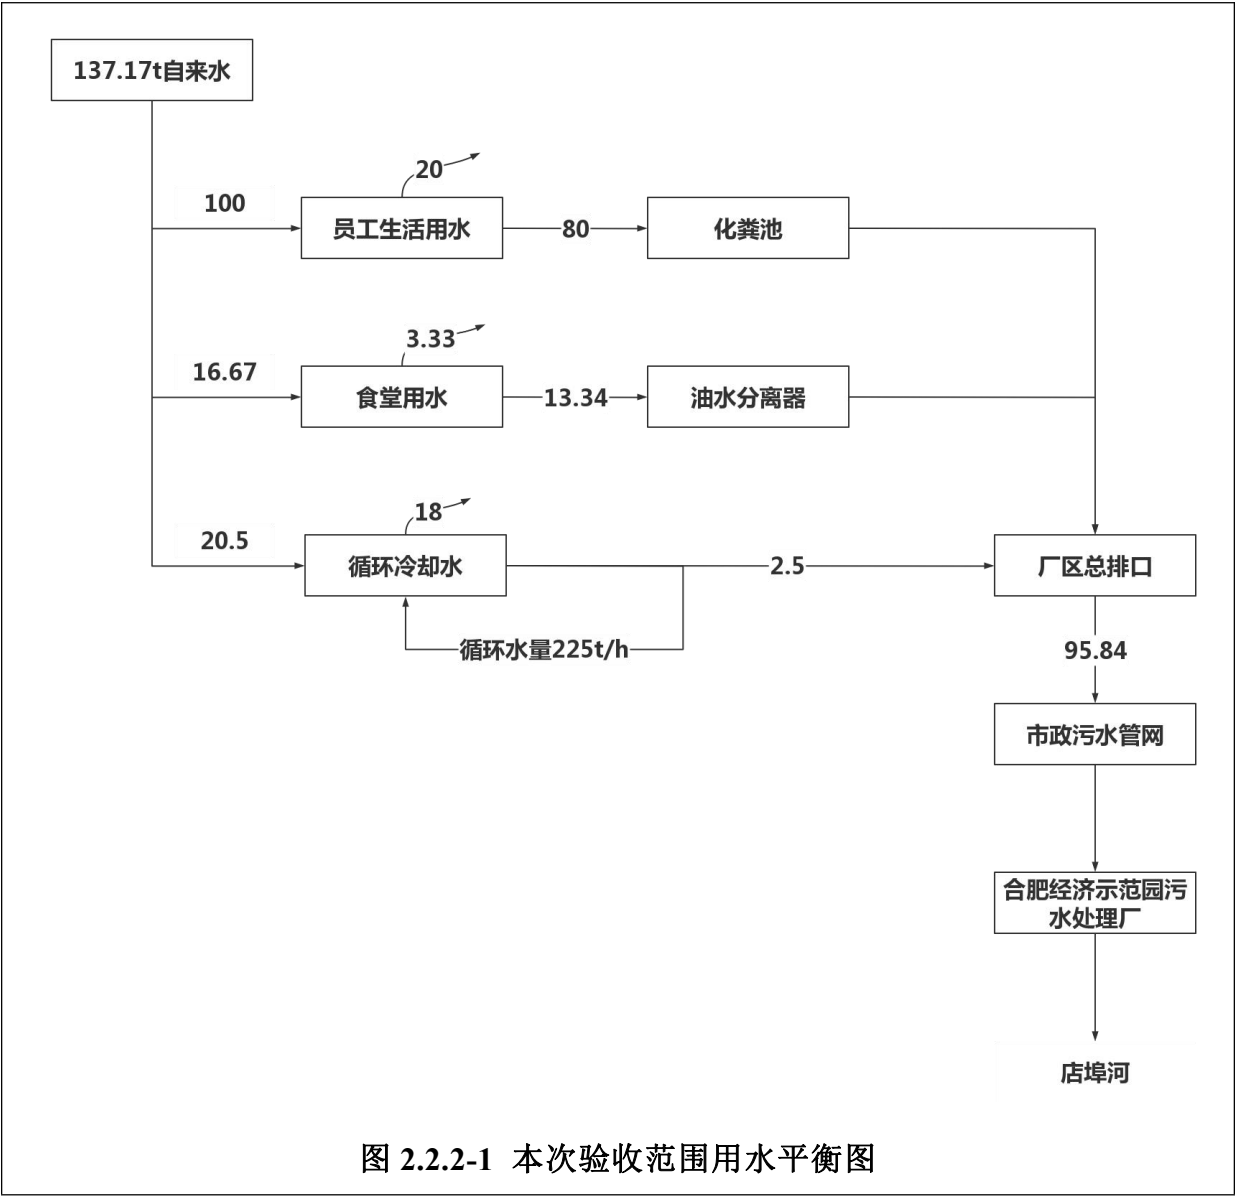 137.17t自来水
20
100
员工生活用水
80
化粪池
3.33
16.67
食堂用水
13.34
油水分离器
18
20.5
循环冷却水
2.5
厂区总排口
循环水量225t/h
95.84
市政污水管网
合肥经济示范园污
水处理厂
店埠河
图 2.2.2-1 本次验收范围用水平衡图